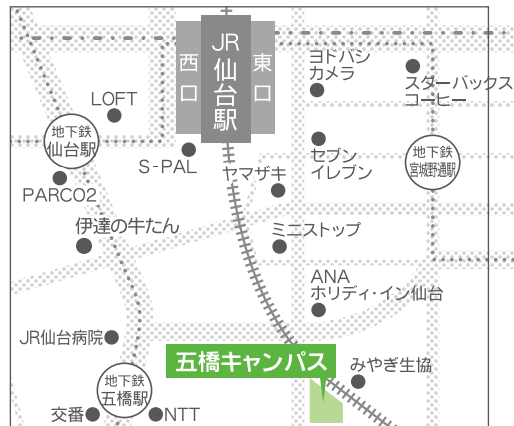 JR
仙台駅
西口
東口
ヨドバシ
カメラ
スターバックス
コーヒー
LOFT
地下鉄
仙台駅
S-PAL
セブン
イレブン
地下鉄
宮城野通駅
ヤマザキ
PARCO2
伊達の牛たん
ミニストップ
ANA
ホリディ・イン仙台
JR仙台病院
五橋キャンパス
みやぎ生協
地下鉄
五橋駅
交番
NTT